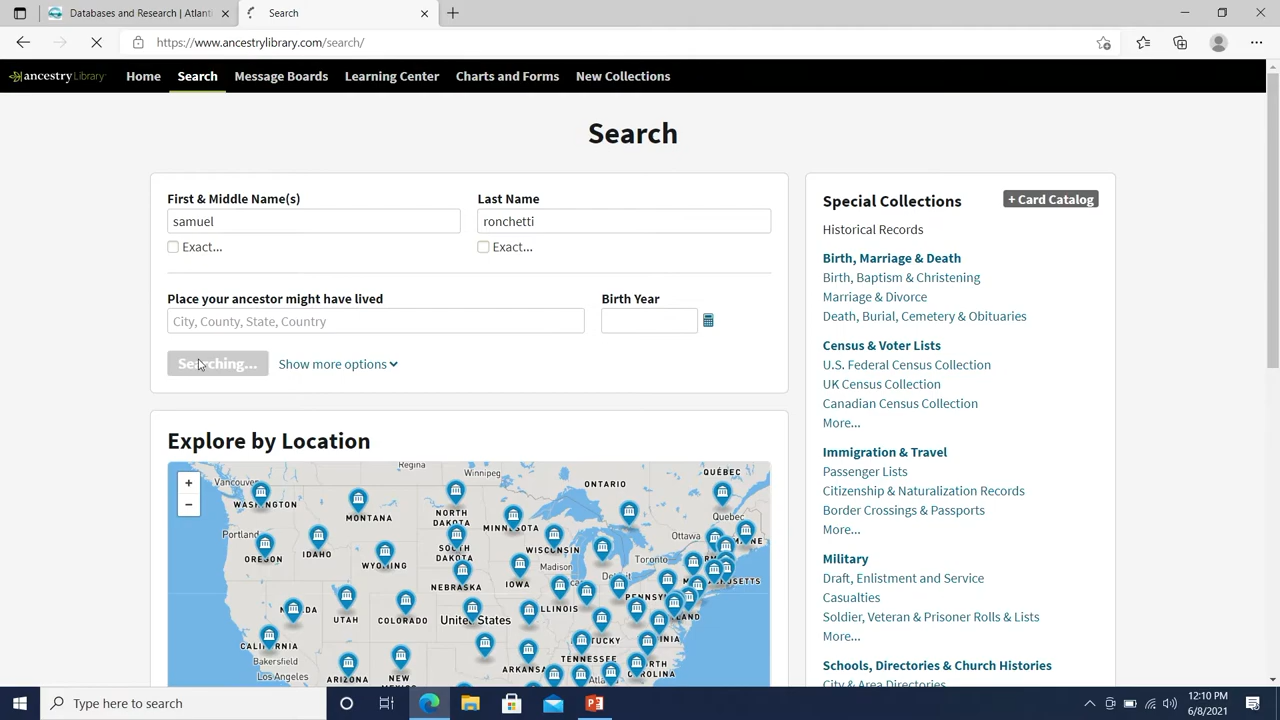 Databases and Research | Atlant
Search
https://www.ancestrylibrary.com/search/
ancestryLibrary
Home
Search
Message Boards
Learning Center
Charts and Forms
New Collections
Search
First & Middle Name(s)
samuel
Exact...
Last Name
ronchetti
Exact...
Place your ancestor might have lived
City, County, State, Country
Birth Year
Searching...
Show more options
Explore by Location
+
−
Regina
Winnipeg
ONTARIO
QUÉBEC
Vancouver
WASHINGTON
MONTANA
NORTH
DAKOTA
MINNESOTA
Quebec
Portland
OREGON
IDAHO
SOUTH
DAKOTA
WISCONSIN
Ottawa
WYOMING
Madison
Toronto
NEBRASKA
IOWA
UTAH
COLORADO
United States
ILLINOIS
CALIFORNIA
Bakersfield
Los Angeles
ARIZONA
NEW
TENNESSEE
Special Collections
+ Card Catalog
Historical Records
Birth, Marriage & Death
Birth, Baptism & Christening
Marriage & Divorce
Death, Burial, Cemetery & Obituaries
Census & Voter Lists
U.S. Federal Census Collection
UK Census Collection
Canadian Census Collection
More...
Immigration & Travel
Passenger Lists
Citizenship & Naturalization Records
Border Crossings & Passports
More...
Military
Draft, Enlistment and Service
Casualties
Soldier, Veteran & Prisoner Rolls & Lists
More...
Schools, Directories & Church Histories
City & Area Directories
Type here to search
12:10 PM
6/8/2021